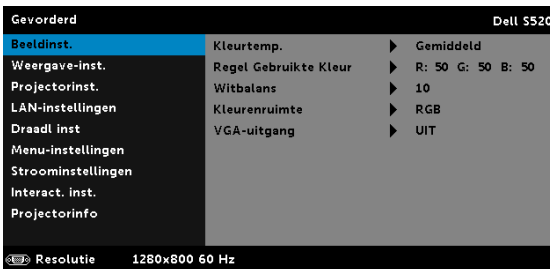 Gevorderd Dell S520
Beeldinst. Kleurtemp. Gemiddeld
Weergave-inst. Regel Gebruikte Kleur R: 50 G: 50 B: 50
Projectorinst. Witbalans 10
LAN-instellingen Kleurenruimte RGB
Draadl inst VGA-uitgang UIT
Menu-instellingen
Stroominstellingen
Interact. inst.
Projectorinfo
Resolutie 1280x800 60 Hz